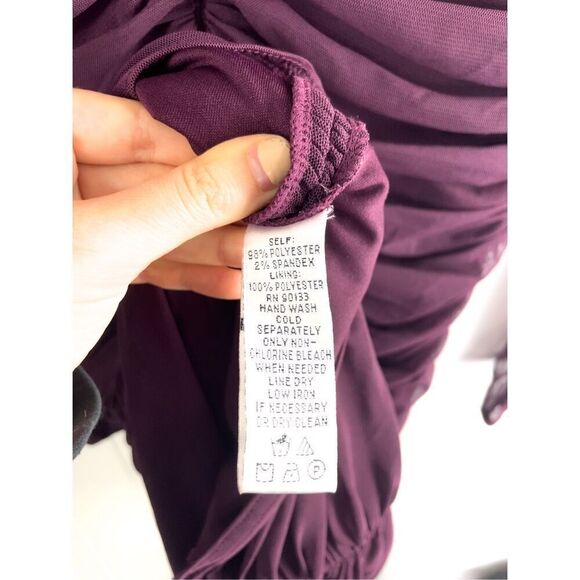 SELF:
98% POLYESTER
2% SPANDEX
LINING:
100% POLYESTER
RN 90133
HAND WASH
COLD
SEPARATELY
ONLY NON-
CHLORINE BLEACH
WHEN NEEDED
LINE DRY
LOW IRON
IF NECESSARY
OR DRY CLEAN
P